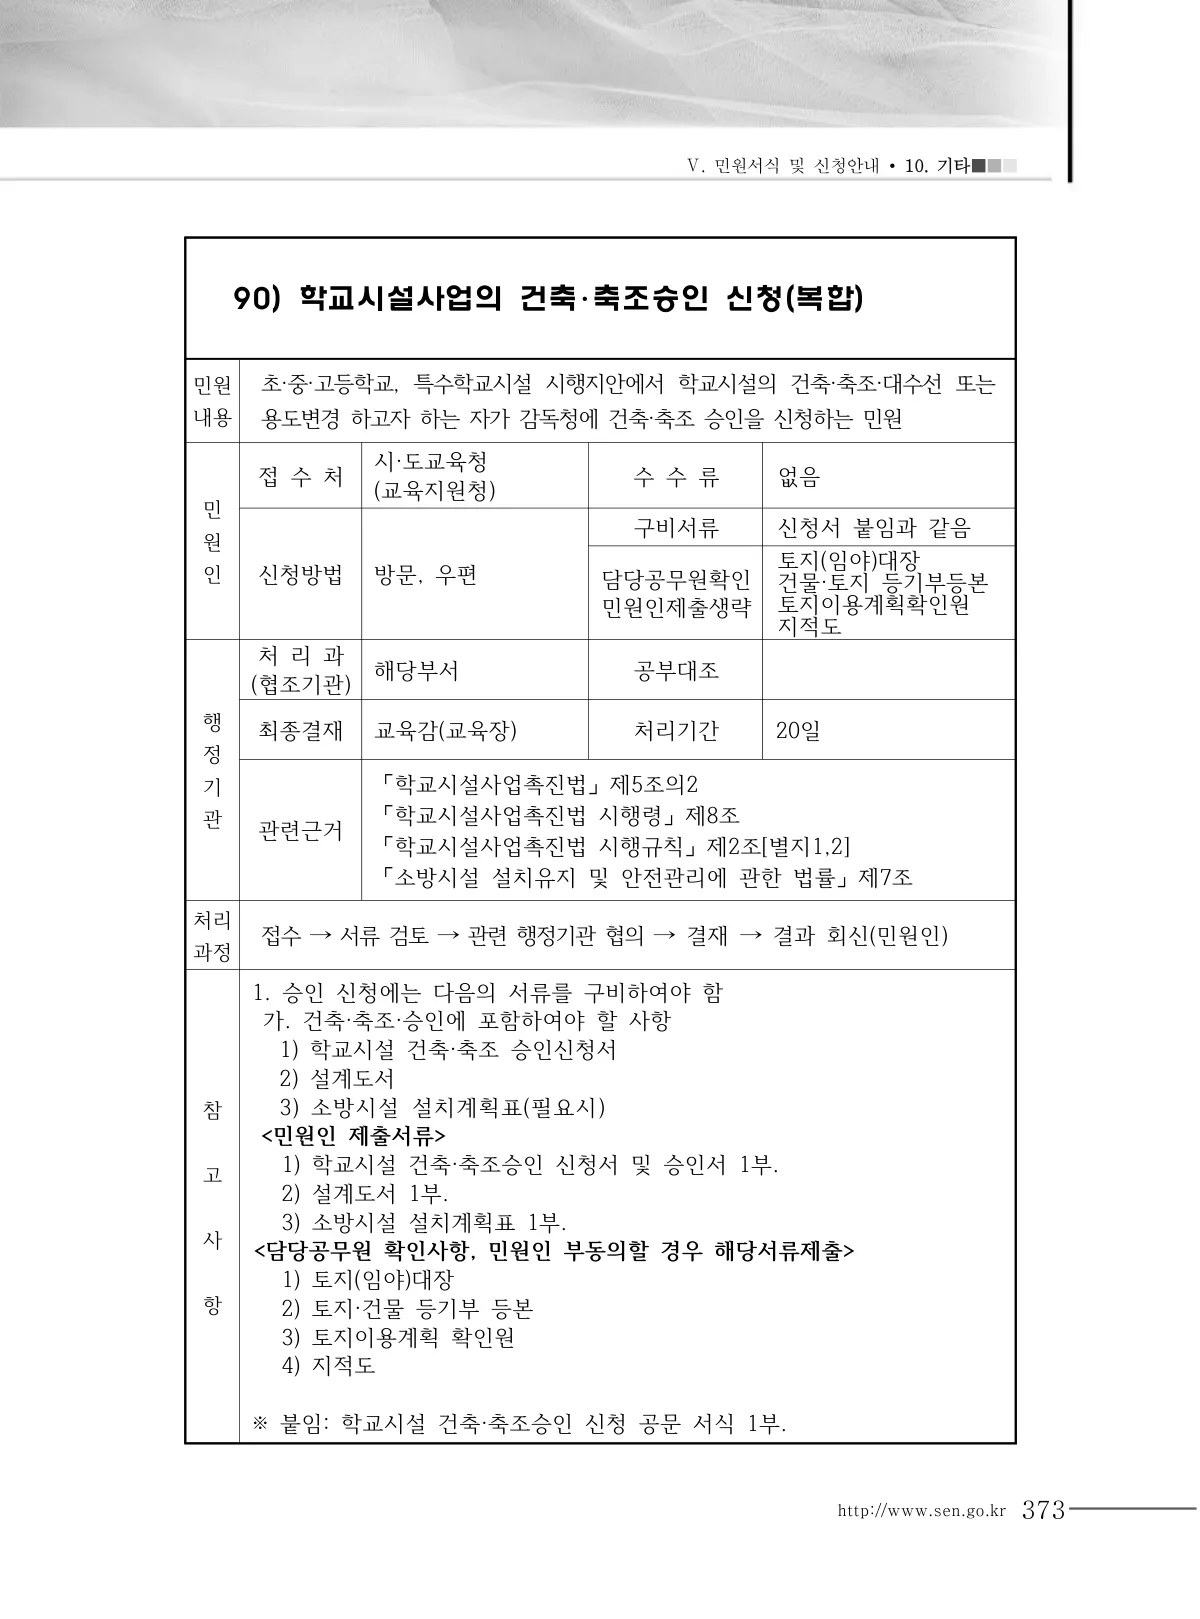 Ⅴ. 민원서식 및 신청안내 • 10. 기타
90) 학교시설사업의 건축·축조승인 신청(복합)
민원
내용
초·중·고등학교, 특수학교시설 시행지안에서 학교시설의 건축·축조·대수선 또는
용도변경 하고자 하는 자가 감독청에 건축·축조 승인을 신청하는 민원
민
원
인
접 수 처
시·도교육청
(교육지원청)
수 수 류
없음
신청방법
방문, 우편
구비서류
신청서 붙임과 같음
담당공무원확인
민원인제출생략
토지(임야)대장
건물·토지 등기부등본
토지이용계획확인원
지적도
행
정
기
관
처 리 과
(협조기관)
해당부서
공부대조
최종결재
교육감(교육장)
처리기간
20일
관련근거
「학교시설사업촉진법」제5조의2
「학교시설사업촉진법 시행령」제8조
「학교시설사업촉진법 시행규칙」제2조[별지1,2]
「소방시설 설치유지 및 안전관리에 관한 법률」제7조
처리
과정
접수 → 서류 검토 → 관련 행정기관 협의 → 결재 → 결과 회신(민원인)
참
고
사
항
1. 승인 신청에는 다음의 서류를 구비하여야 함
가. 건축·축조·승인에 포함하여야 할 사항
1) 학교시설 건축·축조 승인신청서
2) 설계도서
3) 소방시설 설치계획표(필요시)
<민원인 제출서류>
1) 학교시설 건축·축조승인 신청서 및 승인서 1부.
2) 설계도서 1부.
3) 소방시설 설치계획표 1부.
<담당공무원 확인사항, 민원인 부동의할 경우 해당서류제출>
1) 토지(임야)대장
2) 토지·건물 등기부 등본
3) 토지이용계획 확인원
4) 지적도
※ 붙임: 학교시설 건축·축조승인 신청 공문 서식 1부.
http://www.sen.go.kr 373